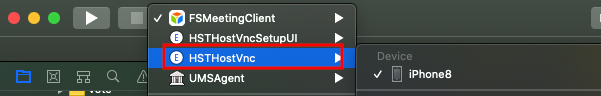 FSMeetingClient
HSTHostVncSetupUI
HSTHostVnc
UMSAgent
Device
iPhone8